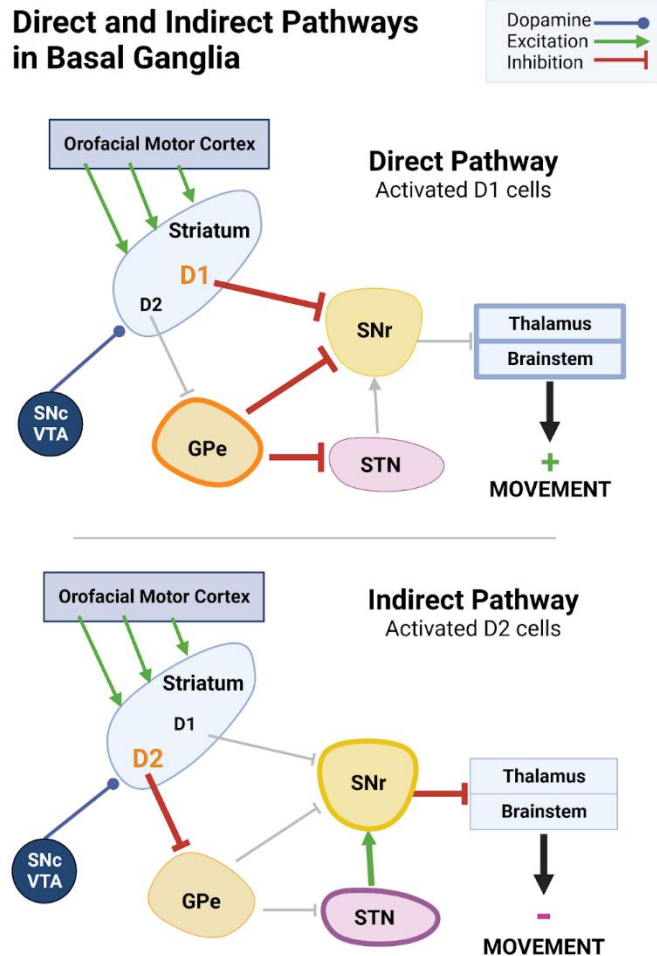 Direct and Indirect Pathways
in Basal Ganglia
Dopamine
Excitation
Inhibition
Orofacial Motor Cortex
Direct Pathway
Activated D1 cells
Striatum
D1
D2
SNr
Thalamus
Brainstem
SNc
VTA
GPe
STN
+
MOVEMENT
Orofacial Motor Cortex
Indirect Pathway
Activated D2 cells
Striatum
D1
D2
SNr
Thalamus
Brainstem
SNc
VTA
GPe
STN
-
MOVEMENT